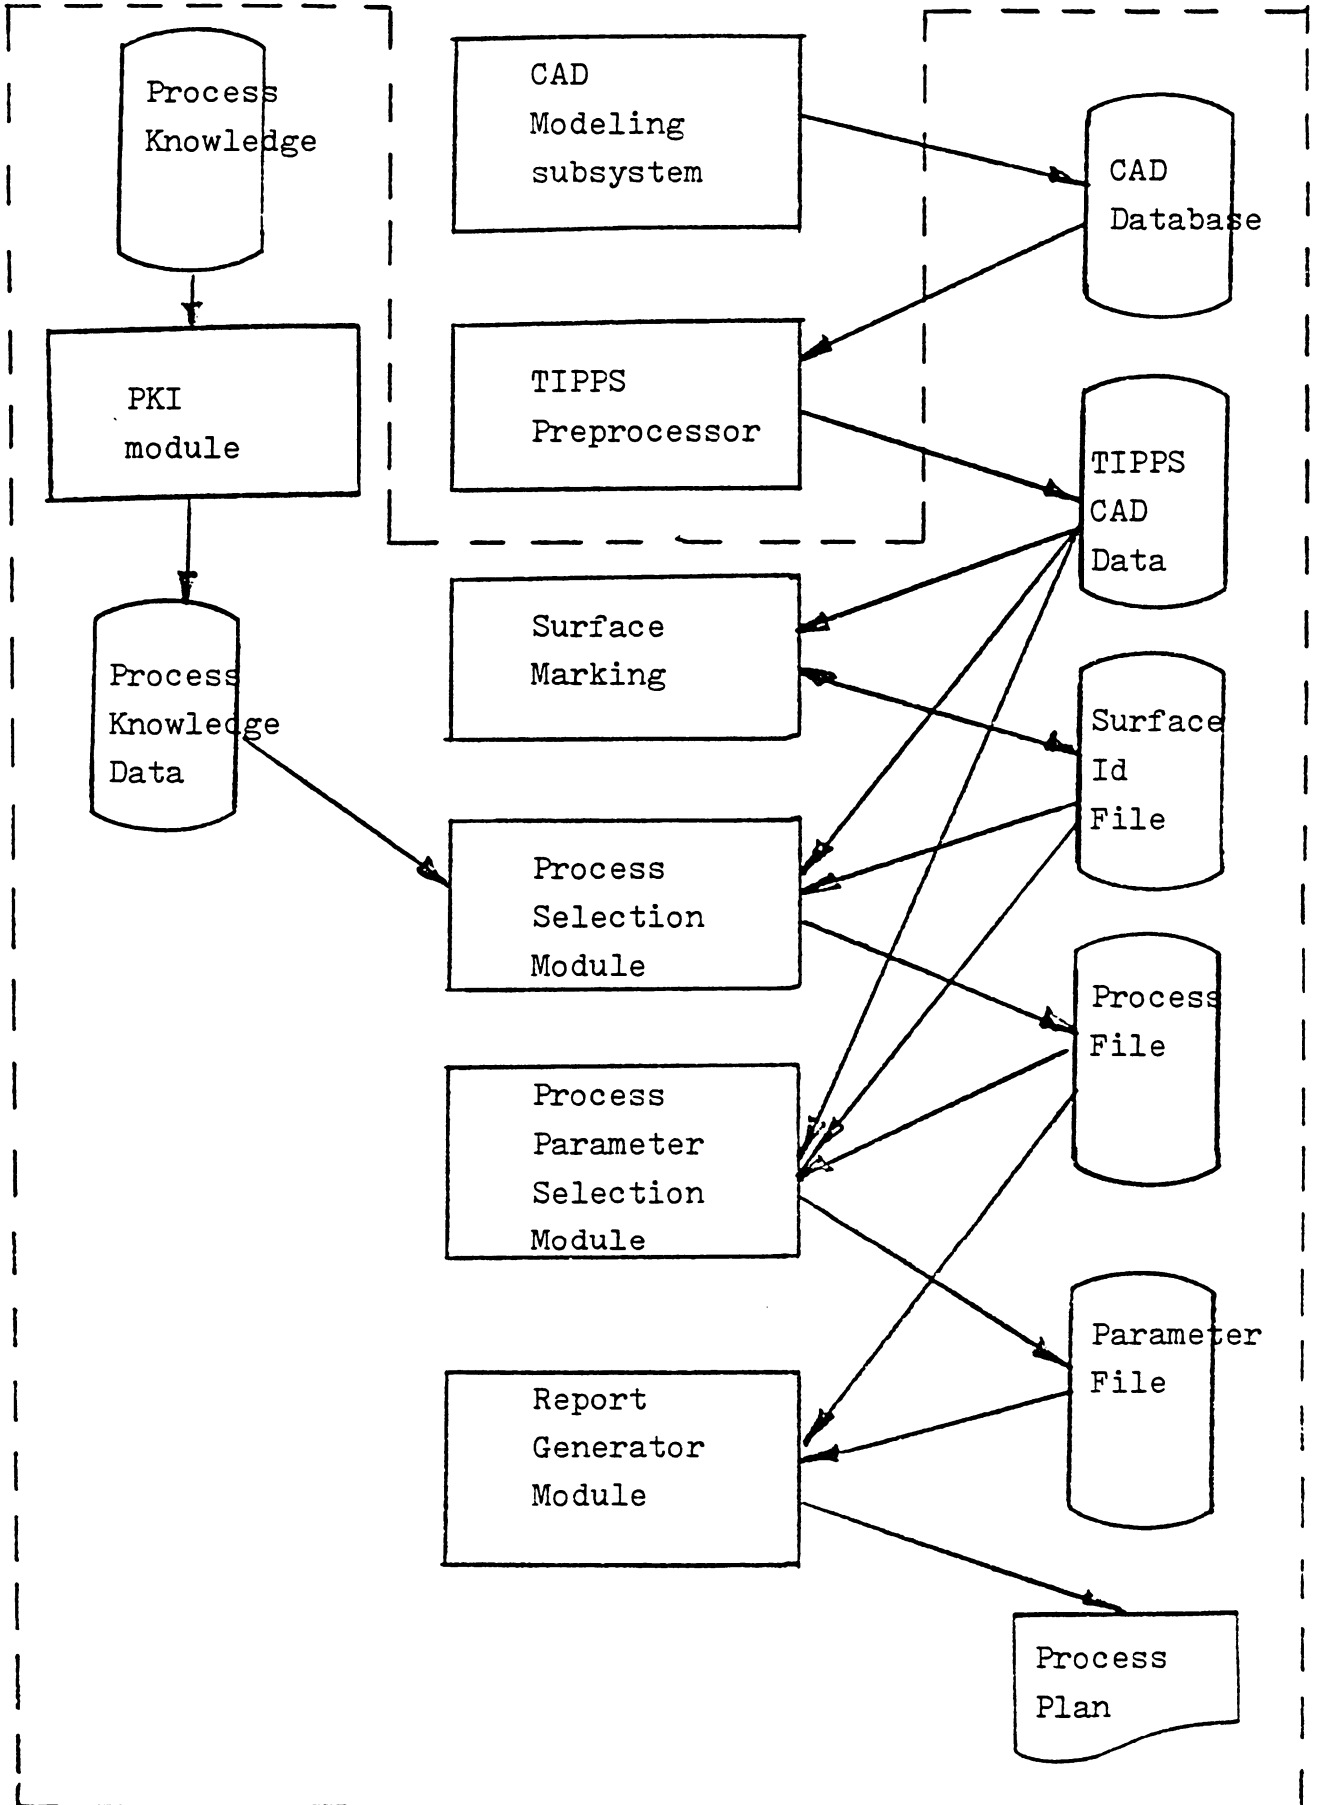 Process
Knowledge
CAD
Modeling
subsystem
CAD
Database
PKI
module
TIPPS
Preprocessor
TIPPS
CAD
Data
Process
Knowledge
Data
Surface
Marking
Surface
Id
File
Process
Selection
Module
Process
File
Process
Parameter
Selection
Module
Parameter
File
Report
Generator
Module
Process
Plan